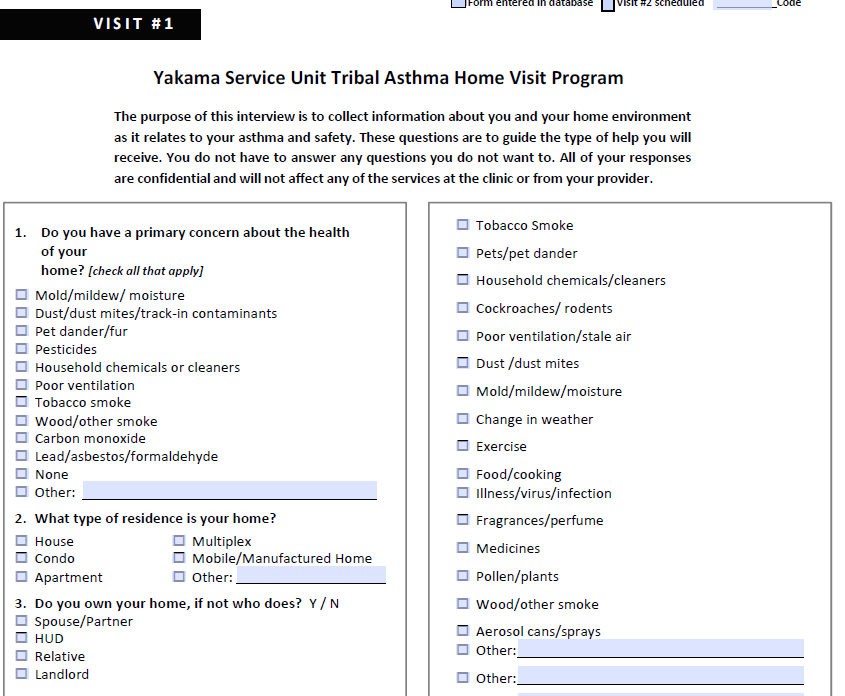 Form entered in database Visit #2 scheduled _Code
VISIT #1
Yakama Service Unit Tribal Asthma Home Visit Program
The purpose of this interview is to collect information about you and your home environment
as it relates to your asthma and safety. These questions are to guide the type of help you will
receive. You do not have to answer any questions you do not want to. All of your responses
are confidential and will not affect any of the services at the clinic or from your provider.
1. Do you have a primary concern about the health
of your
home? [check all that apply]
Mold/mildew/ moisture
Dust/dust mites/track-in contaminants
Pet dander/fur
Pesticides
Household chemicals or cleaners
Poor ventilation
Tobacco smoke
Wood/other smoke
Carbon monoxide
Lead/asbestos/formaldehyde
None
Other:
2. What type of residence is your home?
House Multiplex
Condo Mobile/Manufactured Home
Apartment Other:
3. Do you own your home, if not who does? Y / N
Spouse/Partner
HUD
Relative
Landlord
Tobacco Smoke
Pets/pet dander
Household chemicals/cleaners
Cockroaches/ rodents
Poor ventilation/stale air
Dust /dust mites
Mold/mildew/moisture
Change in weather
Exercise
Food/cooking
Illness/virus/infection
Fragrances/perfume
Medicines
Pollen/plants
Wood/other smoke
Aerosol cans/sprays
Other:
Other: